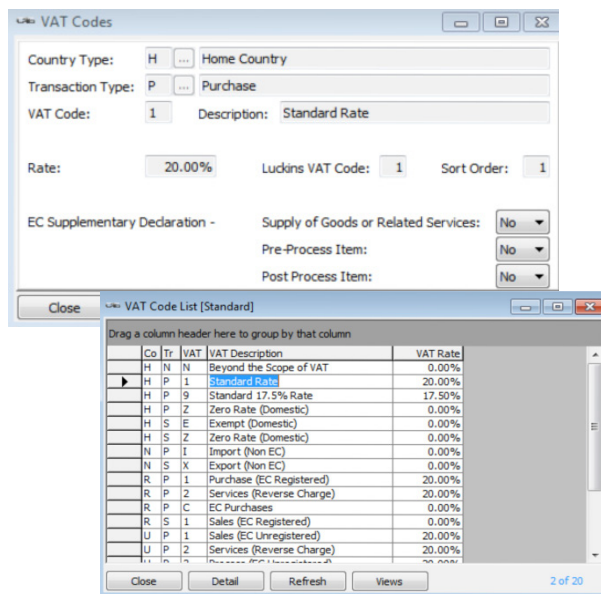 VAT Codes
Country Type: H ... Home Country
Transaction Type: P ... Purchase
VAT Code: 1 Description: Standard Rate
Rate: 20.00% Luckins VAT Code: 1 Sort Order: 1
EC Supplementary Declaration - Supply of Goods or Related Services: No
Pre-Process Item: No
Post Process Item: No
Close
VAT Code List [Standard]
Drag a column header here to group by that column
Co Tr VAT VAT Description VAT Rate
H N N Beyond the Scope of VAT 0.00%
H P 1 Standard Rate 20.00%
H P 9 Standard 17.5% Rate 17.50%
H P Z Zero Rate (Domestic) 0.00%
H S E Exempt (Domestic) 0.00%
H S Z Zero Rate (Domestic) 0.00%
N P I Import (Non EC) 0.00%
N S X Export (Non EC) 0.00%
R P 1 Purchase (EC Registered) 20.00%
R P 2 Services (Reverse Charge) 20.00%
R P C EC Purchases 0.00%
R S 1 Sales (EC Registered) 0.00%
U P 1 Sales (EC Unregistered) 20.00%
U P 2 Services (Reverse Charge) 20.00%
Close Detail Refresh Views 2 of 20